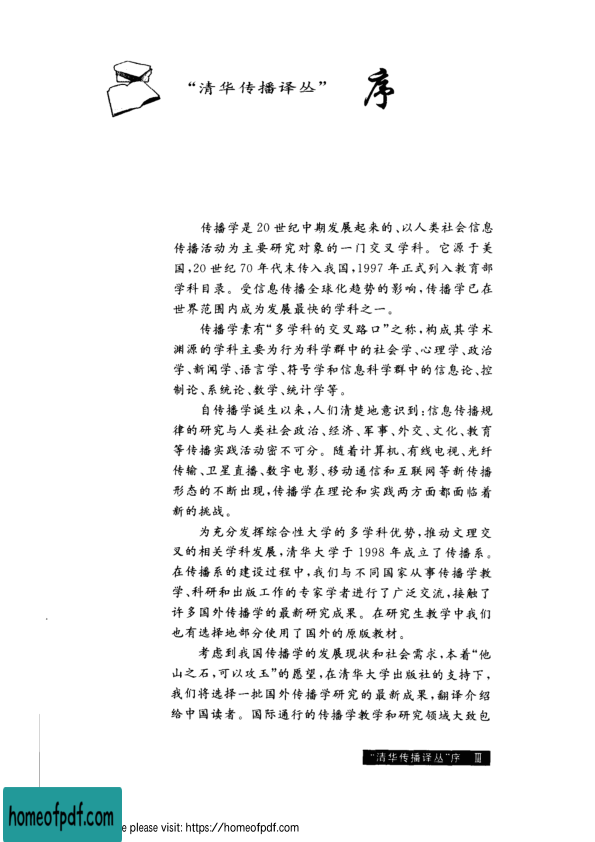 “清华传播译丛” 序
传播学是 20 世纪中期发展起来的、以人类社会信息
传播活动为主要研究对象的一门交叉学科。它源于美
国,20 世纪 70 年代末传入我国,1997 年正式列入教育部
学科目录。受信息传播全球化趋势的影响,传播学已在
世界范围内成为发展最快的学科之一。
传播学素有“多学科的交叉路口”之称,构成其学术
渊源的学科主要为行为科学群中的社会学、心理学、政治
学、新闻学、语言学、符号学和信息科学群中的信息论、控
制论、系统论、数学、统计学等。
自传播学诞生以来,人们清楚地意识到:信息传播规
律的研究与人类社会政治、经济、军事、外交、文化、教育
等传播实践活动密不可分。随着计算机、有线电视、光纤
传输、卫星直播、数字电影、移动通信和互联网等新传播
形态的不断出现,传播学在理论和实践两方面都面临着
新的挑战。
为充分发挥综合性大学的多学科优势,推动文理交
叉的相关学科发展,清华大学于 1998 年成立了传播系。
在传播系的建设过程中,我们与不同国家从事传播学教
学、科研和出版工作的专家学者进行了广泛交流,接触了
许多国外传播学的最新研究成果。在研究生教学中我们
也有选择地部分使用了国外的原版教材。
考虑到我国传播学的发展现状和社会需求,本着“他
山之石,可以攻玉”的愿望,在清华大学出版社的支持下,
我们将选择一批国外传播学研究的最新成果,翻译介绍
给中国读者。国际通行的传播学教学和研究领域大致包
“清华传播译丛”序 Ⅲ
homeofpdf.com
e please visit: https://homeofpdf.com